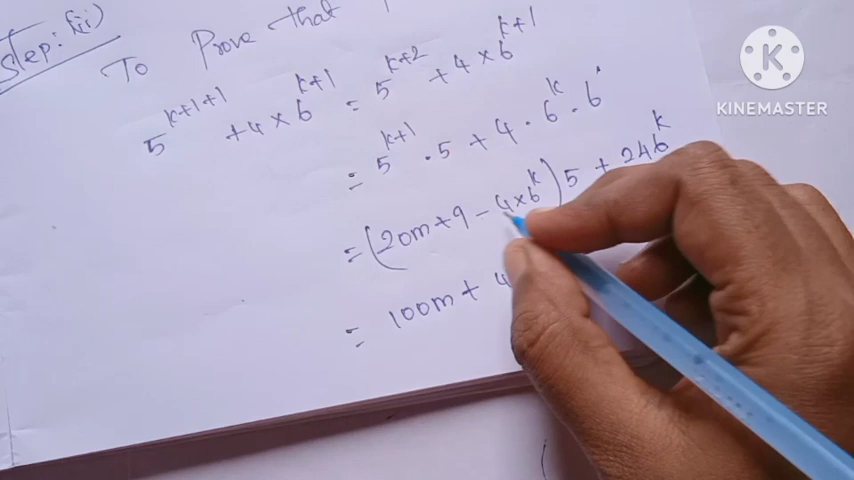 Step: (ii)
To Prove that
5^{k+1+1} + 4 × 6^{k+1} = 5^{k+2} + 4 × 6^{k+1}
= 5^{k+1} · 5 + 4 · 6^k · 6
= (20m + 9 - 4 × 6^k) 5 + 24 6^k
= 100m + 4
KINEMASTER